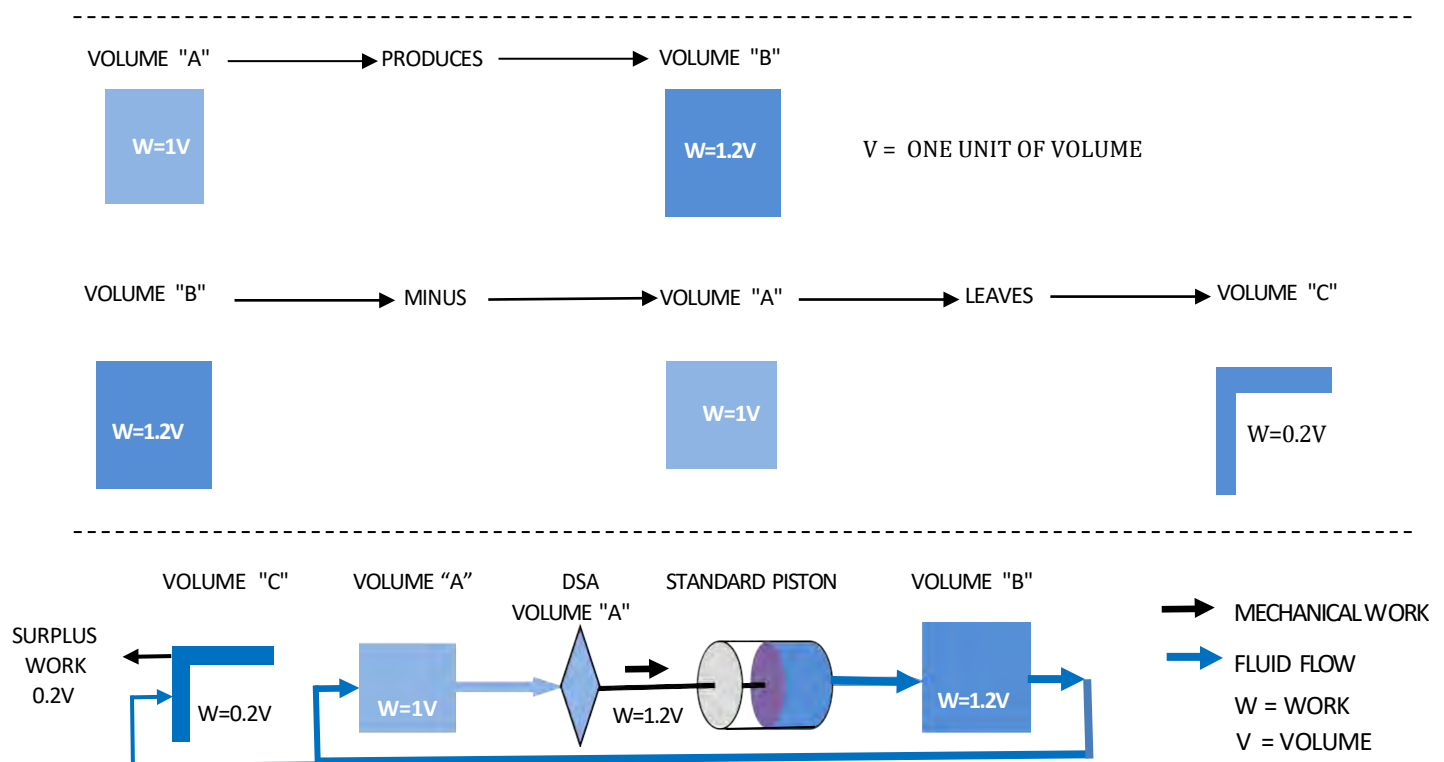 VOLUME "A" PRODUCES VOLUME "B"
W=1V
W=1.2V
V = ONE UNIT OF VOLUME
VOLUME "B" MINUS VOLUME "A" LEAVES VOLUME "C"
W=1.2V
W=1V
W=0.2V
VOLUME "C"
VOLUME “A”
DSA
VOLUME "A"
STANDARD PISTON
VOLUME "B"
SURPLUS
WORK
0.2V
W=0.2V
W=1V
W=1.2V
W=1.2V
MECHANICAL WORK
FLUID FLOW
W = WORK
V = VOLUME